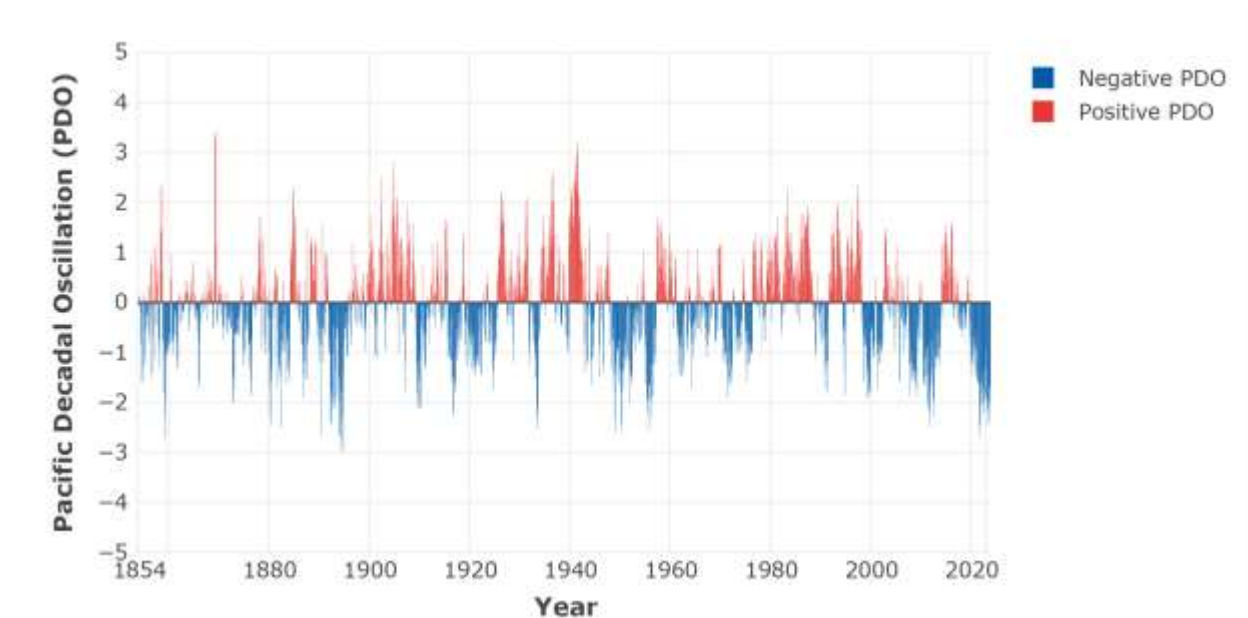 5
4
3
2
1
0
−1
−2
−3
−4
−5
Pacific Decadal Oscillation (PDO)
1854 1880 1900 1920 1940 1960 1980 2000 2020
Year
Negative PDO
Positive PDO